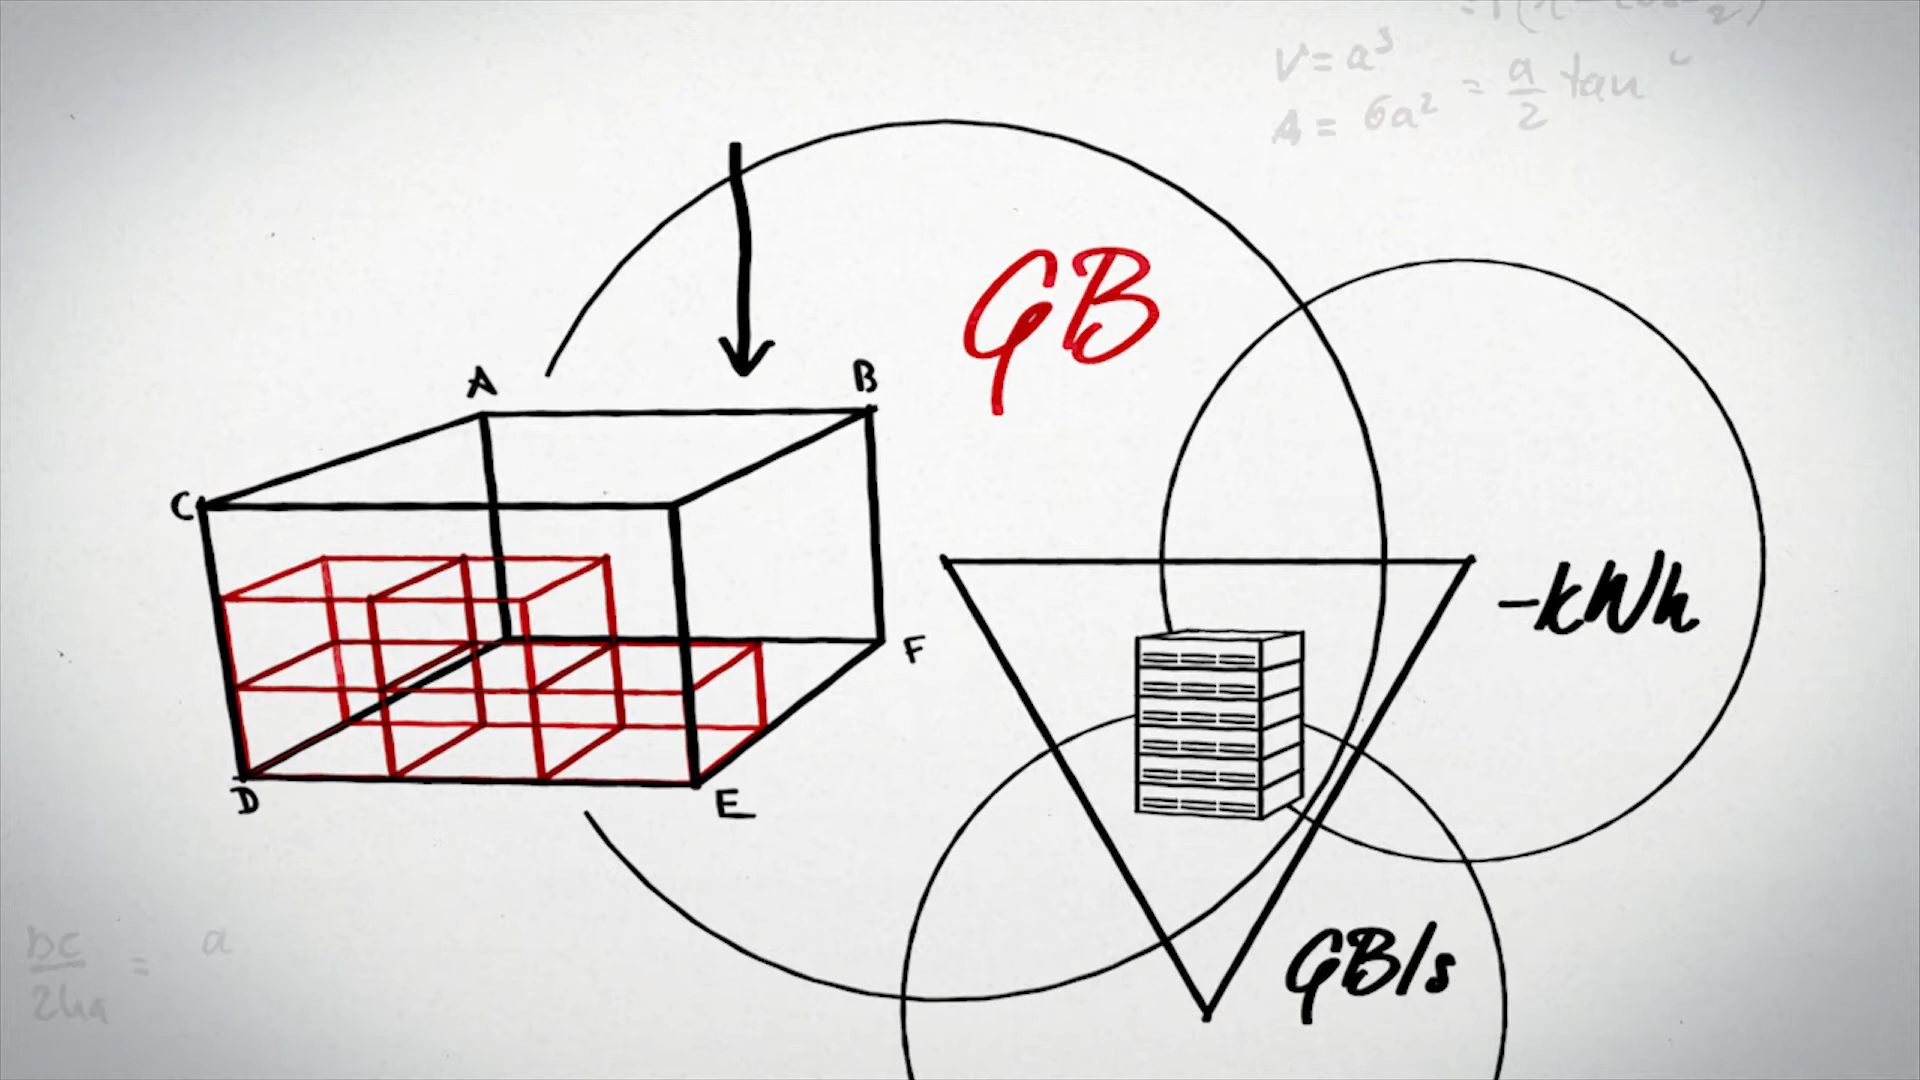 V = a³
A = 6a² = a/2 tan
GB
A
B
C
-kWh
F
D
E
GB/s
bc/2ha = a